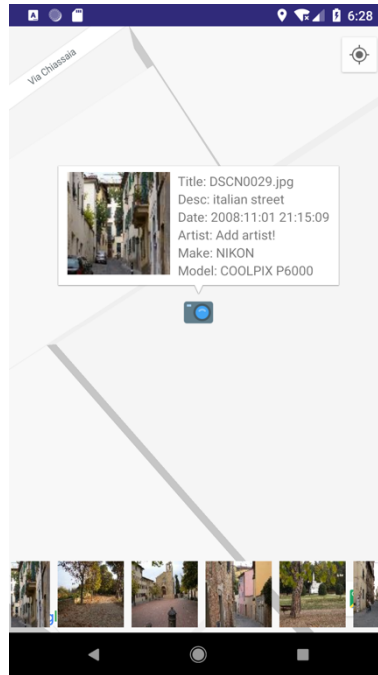 6:28
Via Chiassaia
Title: DSCN0029.jpg
Desc: italian street
Date: 2008:11:01 21:15:09
Artist: Add artist!
Make: NIKON
Model: COOLPIX P6000